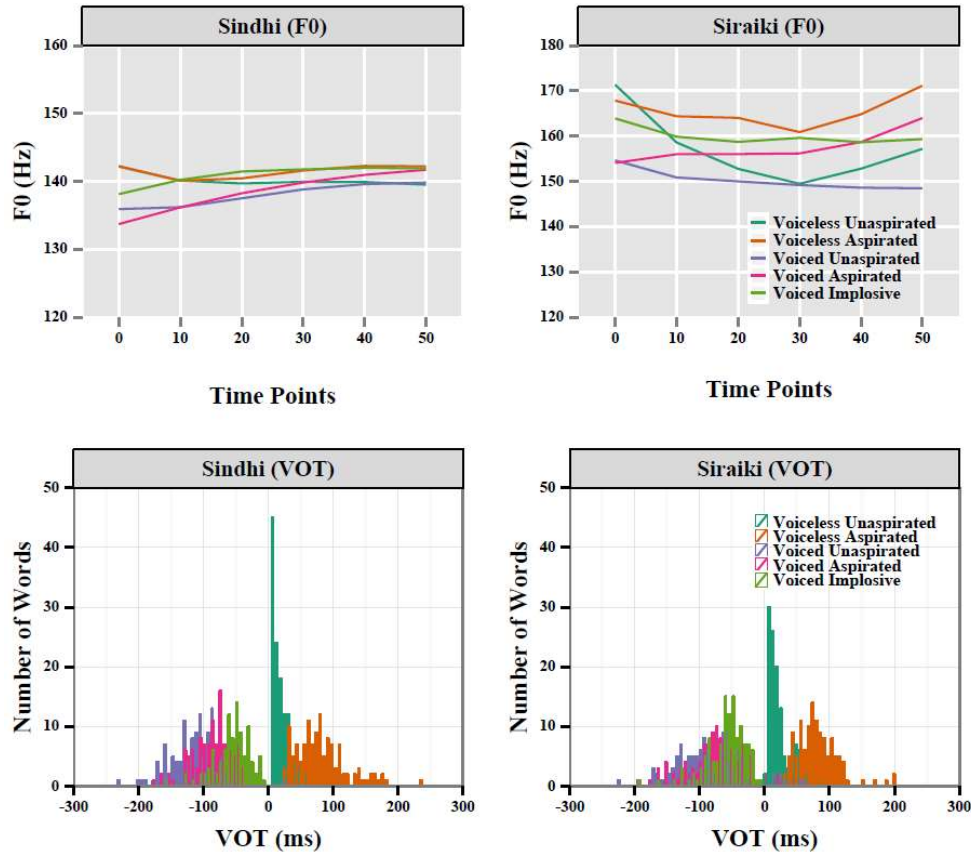 Sindhi (F0)
160
150
140
130
120
F0 (Hz)
0 10 20 30 40 50
Time Points
Siraiki (F0)
180
170
160
150
140
130
120
F0 (Hz)
Voiceless Unaspirated
Voiceless Aspirated
Voiced Unaspirated
Voiced Aspirated
Voiced Implosive
0 10 20 30 40 50
Time Points
Sindhi (VOT)
50
40
30
20
10
0
Number of Words
-300 -200 -100 0 100 200 300
VOT (ms)
Siraiki (VOT)
50
40
30
20
10
0
Number of Words
Voiceless Unaspirated
Voiceless Aspirated
Voiced Unaspirated
Voiced Aspirated
Voiced Implosive
-300 -200 -100 0 100 200 300
VOT (ms)